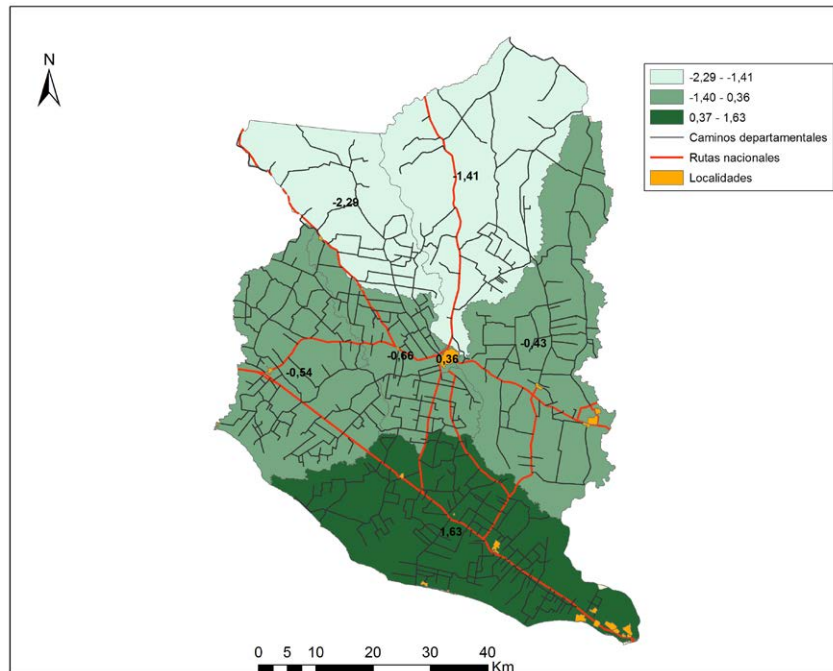 N
-2,29 - -1,41
-1,40 - 0,36
0,37 - 1,63
Caminos departamentales
Rutas nacionales
Localidades
-1,41
-2,29
-0,43
-0,66
0,36
-0,54
1,63
0 5 10 20 30 40
Km